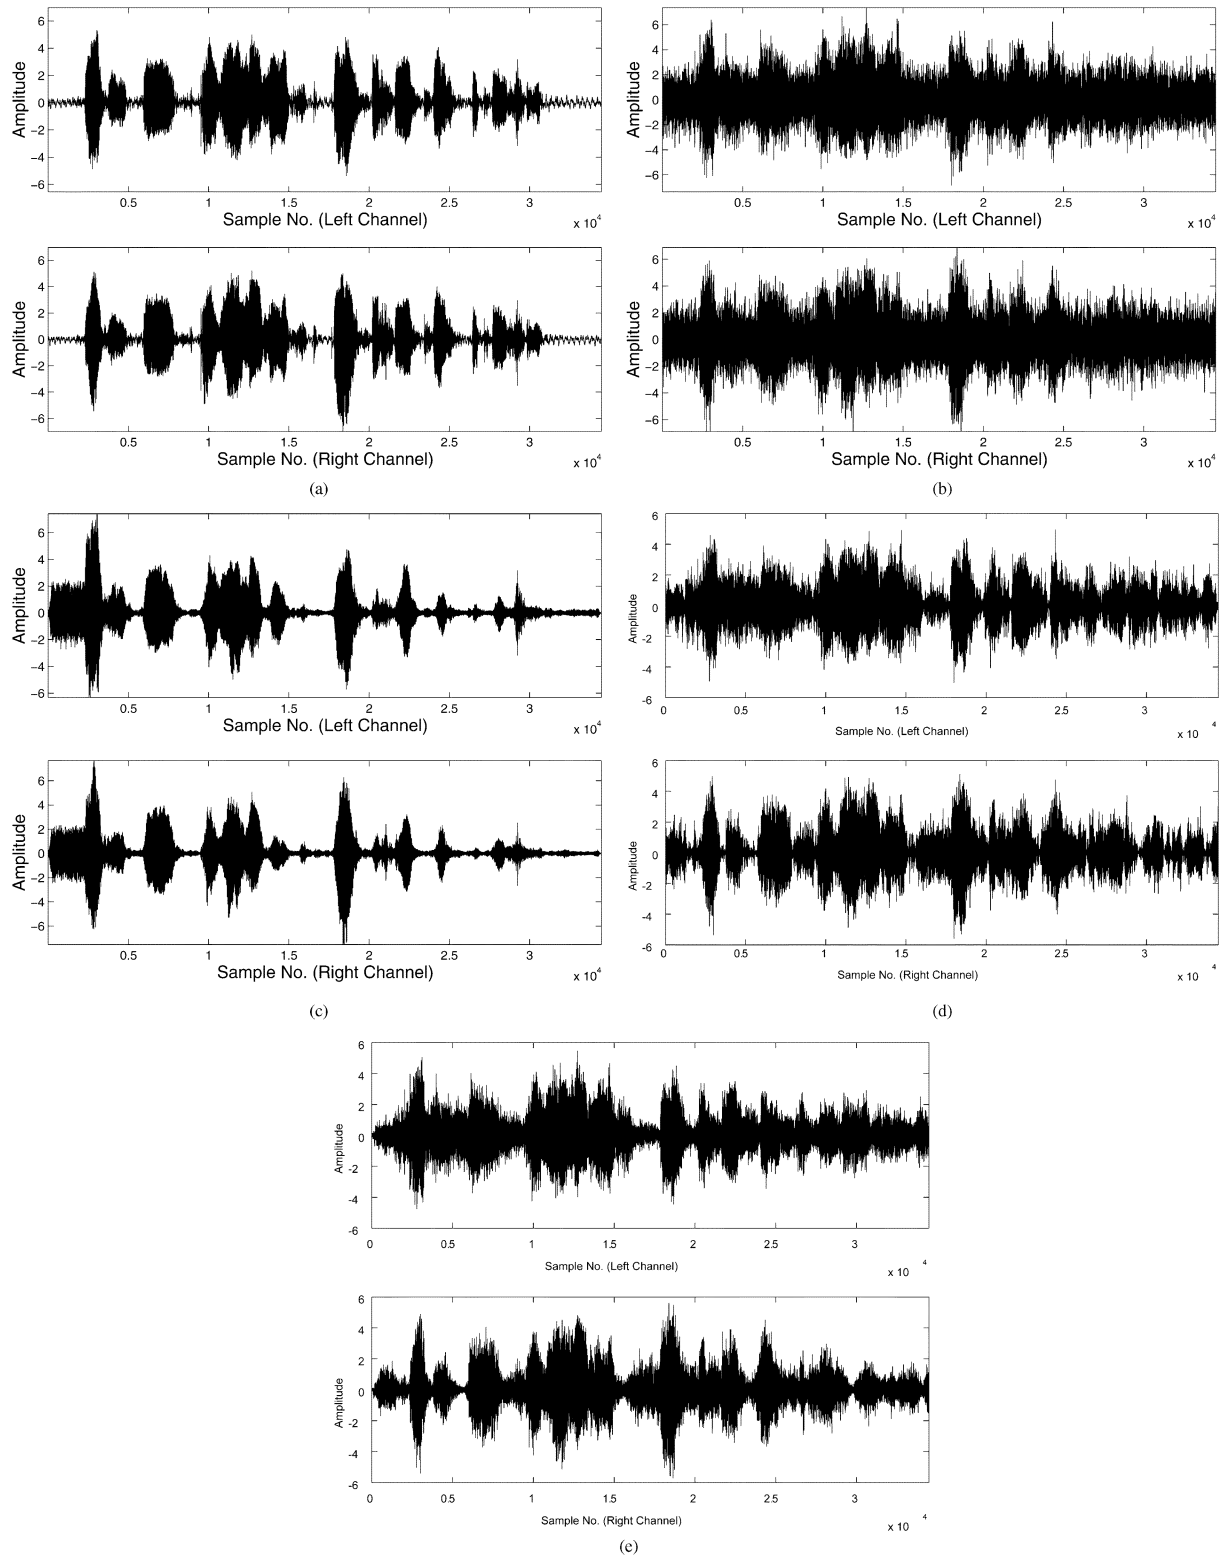 6
4
2
0
−2
−4
−6
Amplitude
0.5 1 1.5 2 2.5 3
x 10^4
Sample No. (Left Channel)
6
4
2
0
−2
−4
−6
Amplitude
0.5 1 1.5 2 2.5 3
x 10^4
Sample No. (Right Channel)
(a)
6
4
2
0
−2
−4
−6
Amplitude
0.5 1 1.5 2 2.5 3
x 10^4
Sample No. (Left Channel)
6
4
2
0
−2
−4
−6
Amplitude
0.5 1 1.5 2 2.5 3
x 10^4
Sample No. (Right Channel)
(b)
6
4
2
0
−2
−4
−6
Amplitude
0.5 1 1.5 2 2.5 3
x 10^4
Sample No. (Left Channel)
6
4
2
0
−2
−4
−6
Amplitude
0.5 1 1.5 2 2.5 3
x 10^4
Sample No. (Right Channel)
(c)
6
4
2
0
-2
-4
-6
Amplitude
0 0.5 1 1.5 2 2.5 3
x 10^4
Sample No. (Left Channel)
6
4
2
0
-2
-4
-6
Amplitude
0 0.5 1 1.5 2 2.5 3
x 10^4
Sample No. (Right Channel)
(d)
6
4
2
0
-2
-4
-6
Amplitude
0 0.5 1 1.5 2 2.5 3
Sample No. (Left Channel)
x 10^4
6
4
2
0
-2
-4
-6
Amplitude
0 0.5 1 1.5 2 2.5 3
Sample No. (Right Channel)
x 10^4
(e)